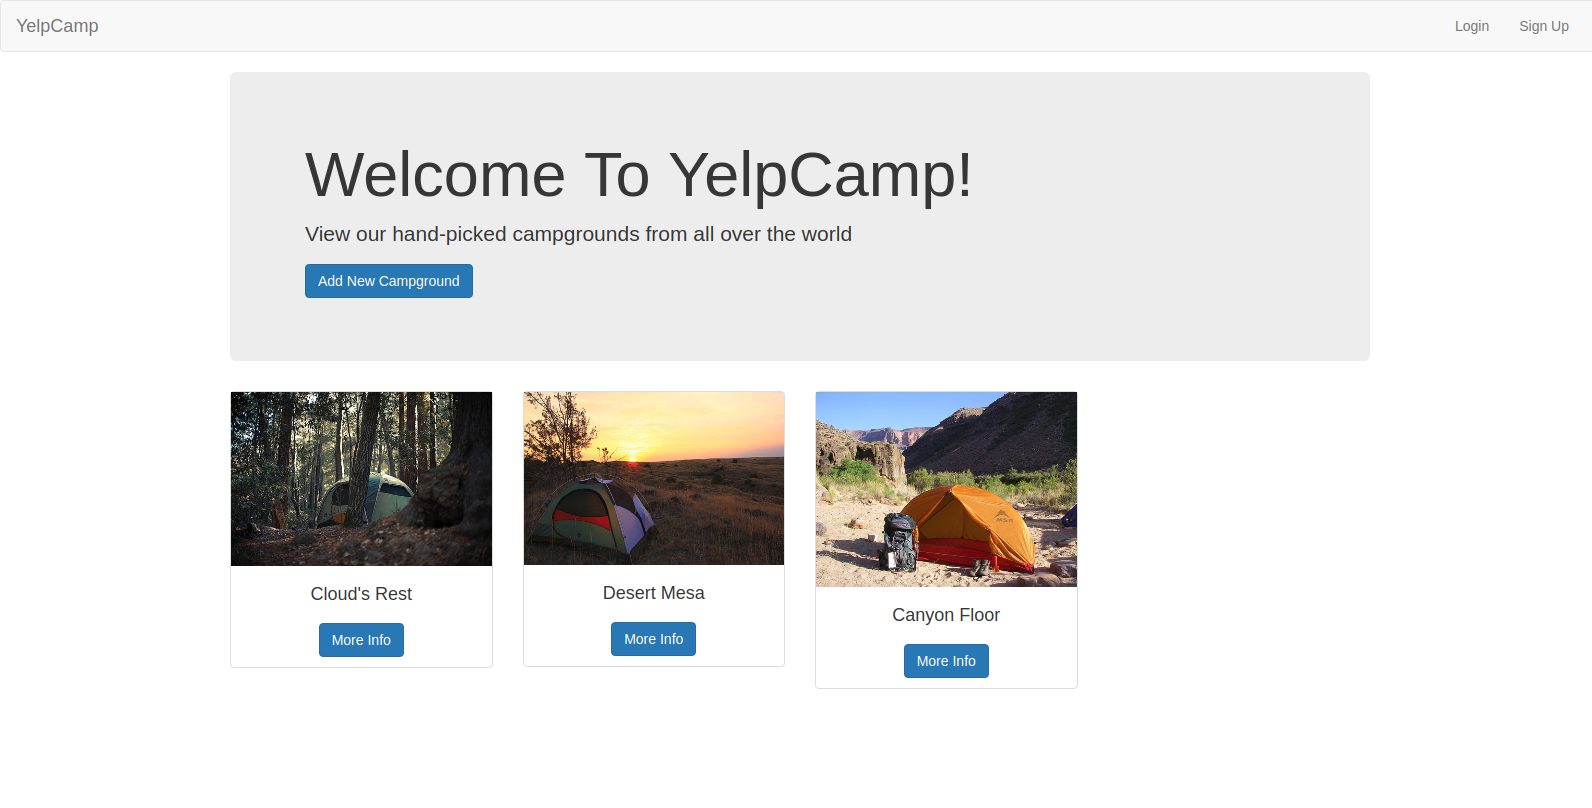 YelpCamp
Login
Sign Up
Welcome To YelpCamp!
View our hand-picked campgrounds from all over the world
Add New Campground
Cloud's Rest
More Info
Desert Mesa
More Info
MSR
Canyon Floor
More Info